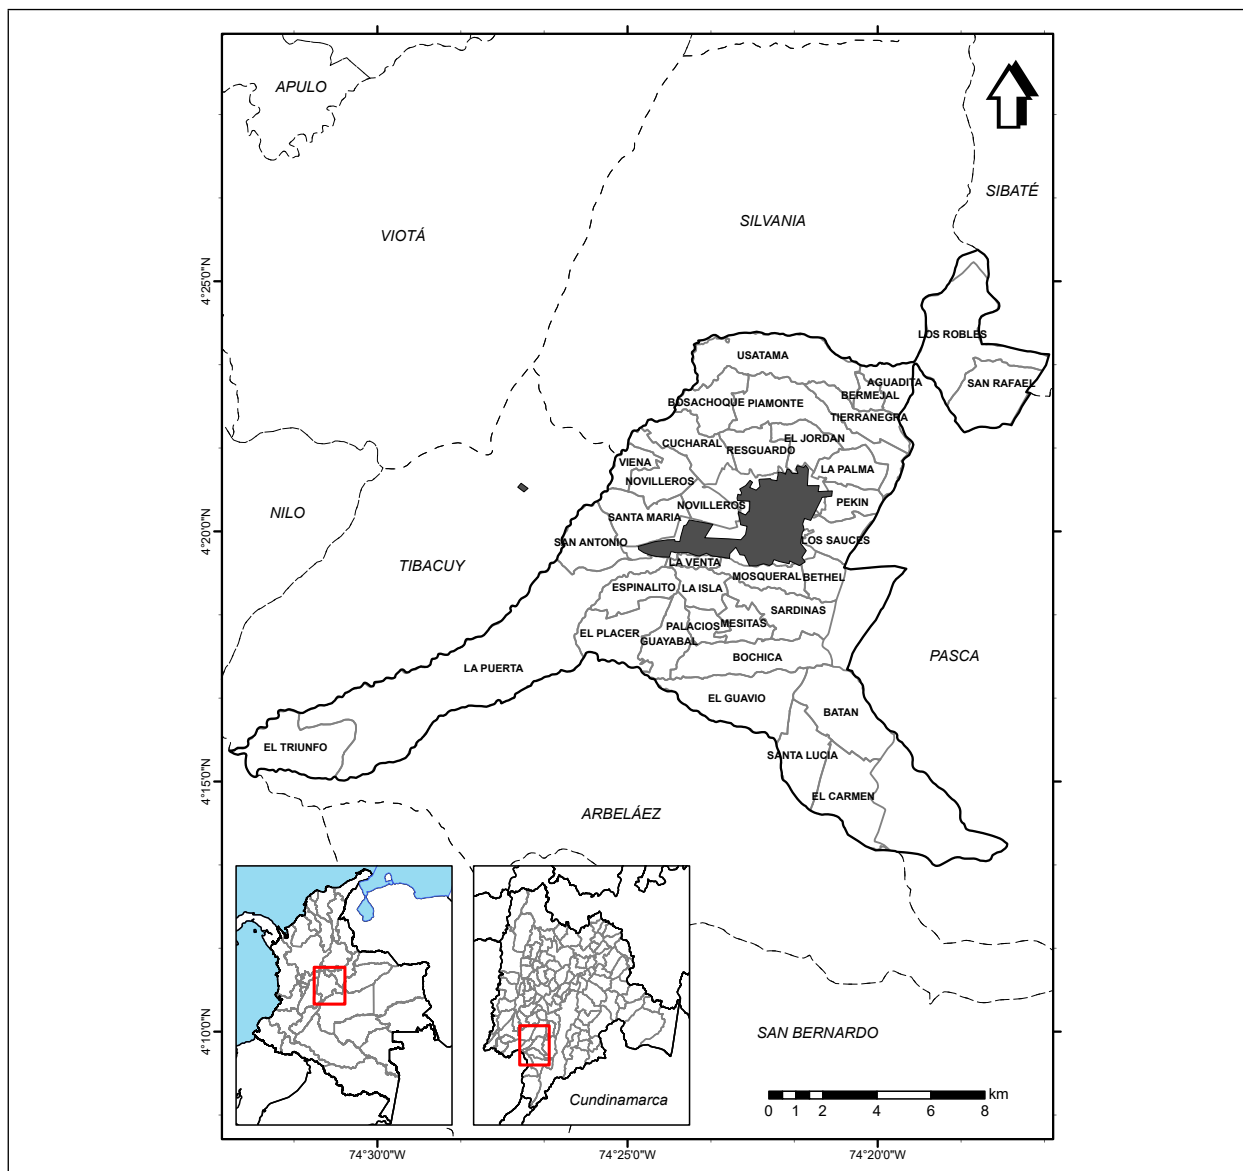 APULO
SIBATÉ
SILVANIA
VIOTÁ
4°25'0"N
LOS ROBLES
USATAMA
AGUADITA
SAN RAFAEL
BERMEJAL
BOSACHOQUE
PIAMONTE
TIERRANEGRA
EL JORDAN
CUCHARAL
RESGUARDO
VIENA
LA PALMA
NOVILLEROS
NOVILLEROS
PEKIN
NILO
SANTA MARIA
4°20'0"N
SAN ANTONIO
LOS SAUCES
TIBACUY
LA VENTA
MOSQUERAL
BETHEL
ESPINALITO
LA ISLA
SARDINAS
EL PLACER
PALACIOS
MESITAS
GUAYABAL
PASCA
BOCHICA
LA PUERTA
EL GUAVIO
BATAN
EL TRIUNFO
SANTA LUCIA
4°15'0"N
EL CARMEN
ARBELÁEZ
4°10'0"N
SAN BERNARDO
Cundinamarca
km
0 1 2 4 6 8
74°30'0"W
74°25'0"W
74°20'0"W